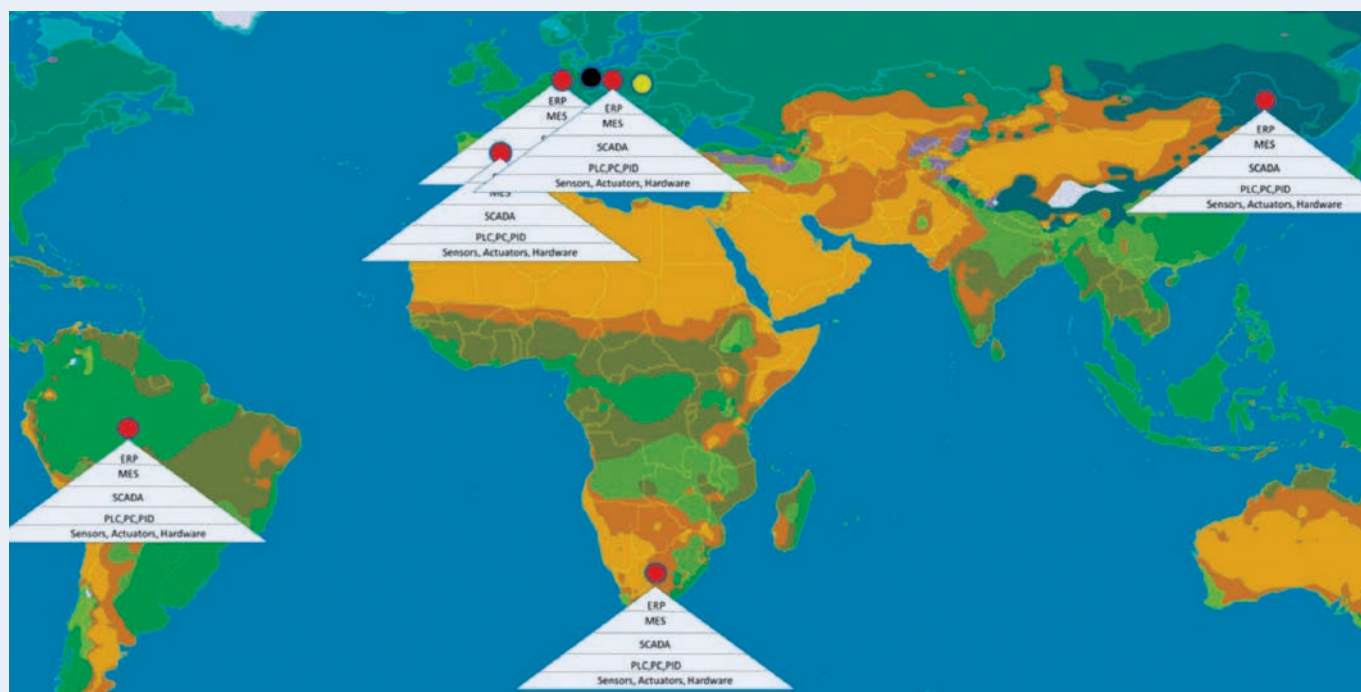 ERP
MES
ERP
MES
SCADA
PLC,PC,PID
Sensors, Actuators, Hardware
MES
SCADA
PLC,PC,PID
Sensors, Actuators, Hardware
ERP
MES
SCADA
PLC,PC,PID
Sensors, Actuators, Hardware
ERP
MES
SCADA
PLC,PC,PID
Sensors, Actuators, Hardware
ERP
MES
SCADA
PLC,PC,PID
Sensors, Actuators, Hardware